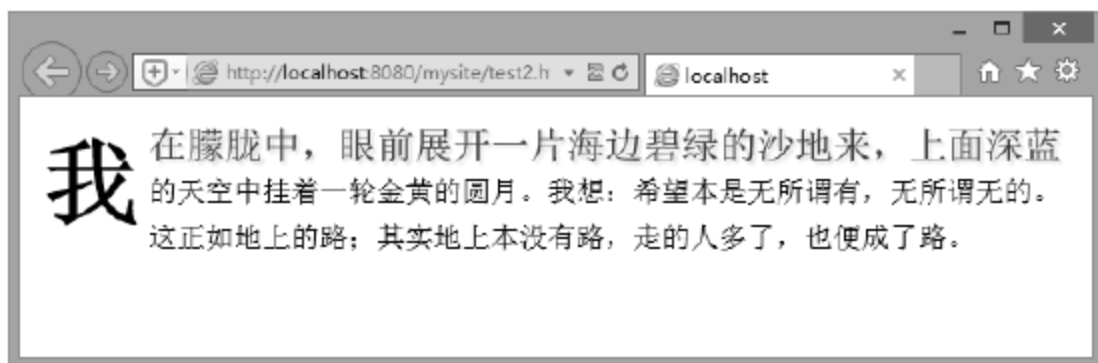 http://localhost:8080/mysite/test2.h
localhost
我在朦胧中，眼前展开一片海边碧绿的沙地来，上面深蓝
的天空中挂着一轮金黄的圆月。我想：希望本是无所谓有，无所谓无的。
这正如地上的路；其实地上本没有路，走的人多了，也便成了路。